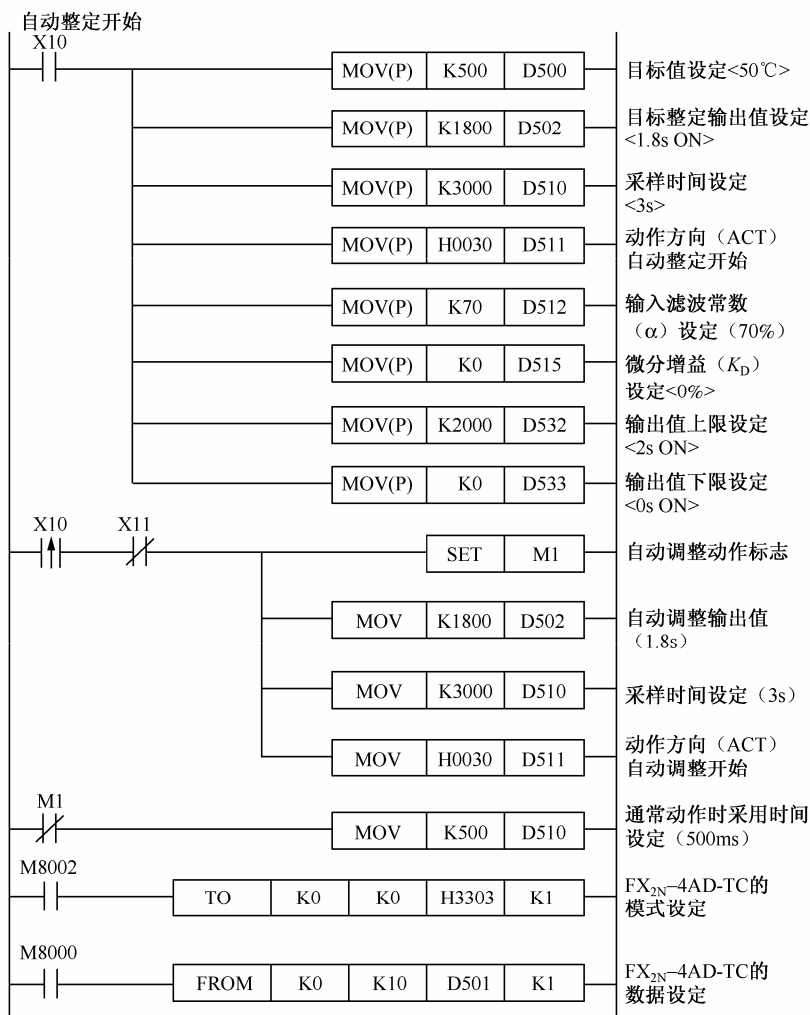 自动整定开始
X10
MOV(P) K500 D500 目标值设定<50℃>
MOV(P) K1800 D502 目标整定输出值设定
<1.8s ON>
MOV(P) K3000 D510 采样时间设定
<3s>
MOV(P) H0030 D511 动作方向（ACT）
自动整定开始
MOV(P) K70 D512 输入滤波常数
（α）设定（70%）
MOV(P) K0 D515 微分增益（KD）
设定<0%>
MOV(P) K2000 D532 输出值上限设定
<2s ON>
MOV(P) K0 D533 输出值下限设定
<0s ON>
X10 X11
SET M1 自动调整动作标志
MOV K1800 D502 自动调整输出值
（1.8s）
MOV K3000 D510 采样时间设定（3s）
MOV H0030 D511 动作方向（ACT）
自动调整开始
M1
MOV K500 D510 通常动作时采用时间
设定（500ms）
M8002
TO K0 K0 H3303 K1 FX2N–4AD-TC的
模式设定
M8000
FROM K0 K10 D501 K1 FX2N–4AD-TC的
数据设定